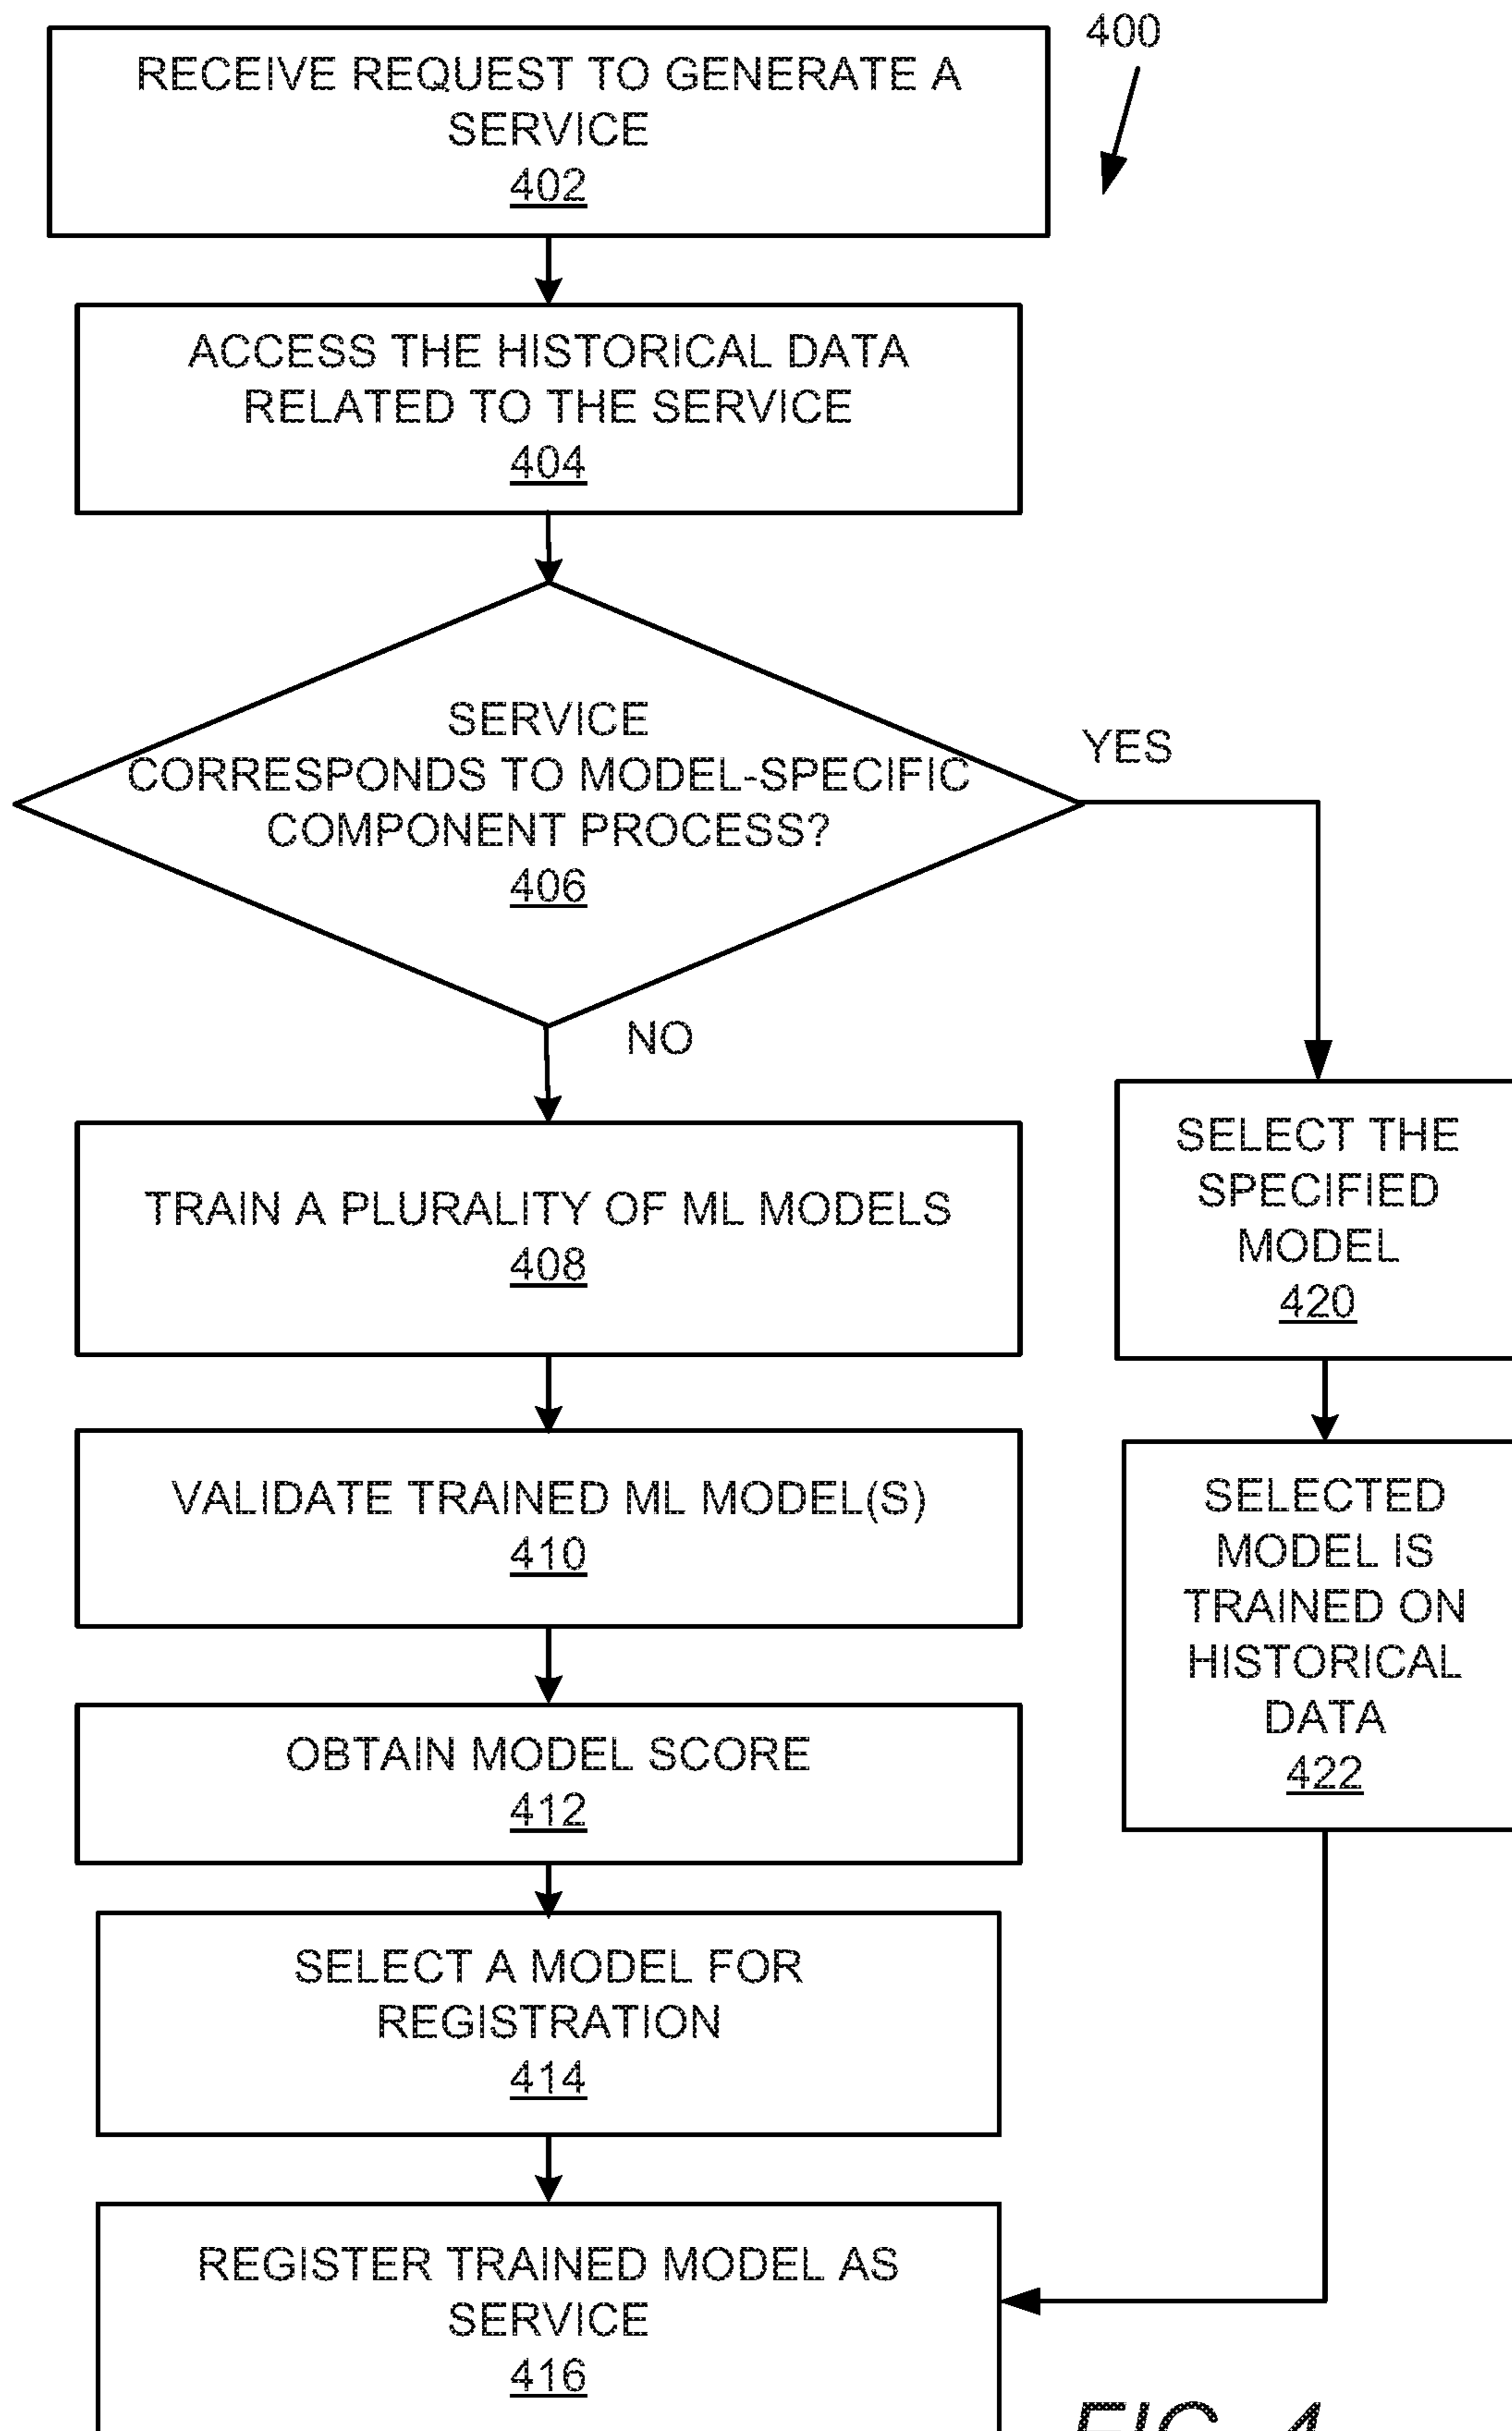 400
RECEIVE REQUEST TO GENERATE A
SERVICE
402
ACCESS THE HISTORICAL DATA
RELATED TO THE SERVICE
404
SERVICE
CORRESPONDS TO MODEL-SPECIFIC
COMPONENT PROCESS?
406
YES
NO
TRAIN A PLURALITY OF ML MODELS
408
VALIDATE TRAINED ML MODEL(S)
410
OBTAIN MODEL SCORE
412
SELECT A MODEL FOR
REGISTRATION
414
REGISTER TRAINED MODEL AS
SERVICE
416
SELECT THE
SPECIFIED
MODEL
420
SELECTED
MODEL IS
TRAINED ON
HISTORICAL
DATA
422
FIG. 4